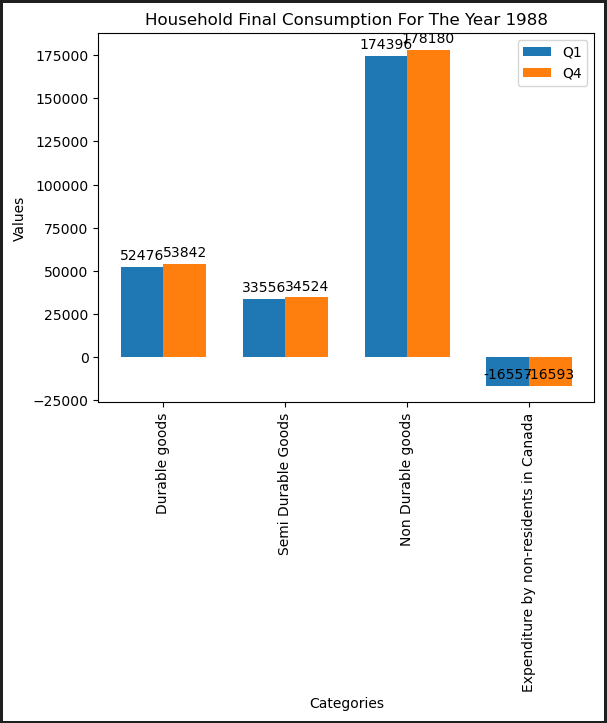 Household Final Consumption For The Year 1988
Q1
Q4
Values
175000
150000
125000
100000
75000
50000
25000
0
−25000
52476
53842
33556
34524
174396
178180
-16557
-16593
Durable goods
Semi Durable Goods
Non Durable goods
Expenditure by non-residents in Canada
Categories